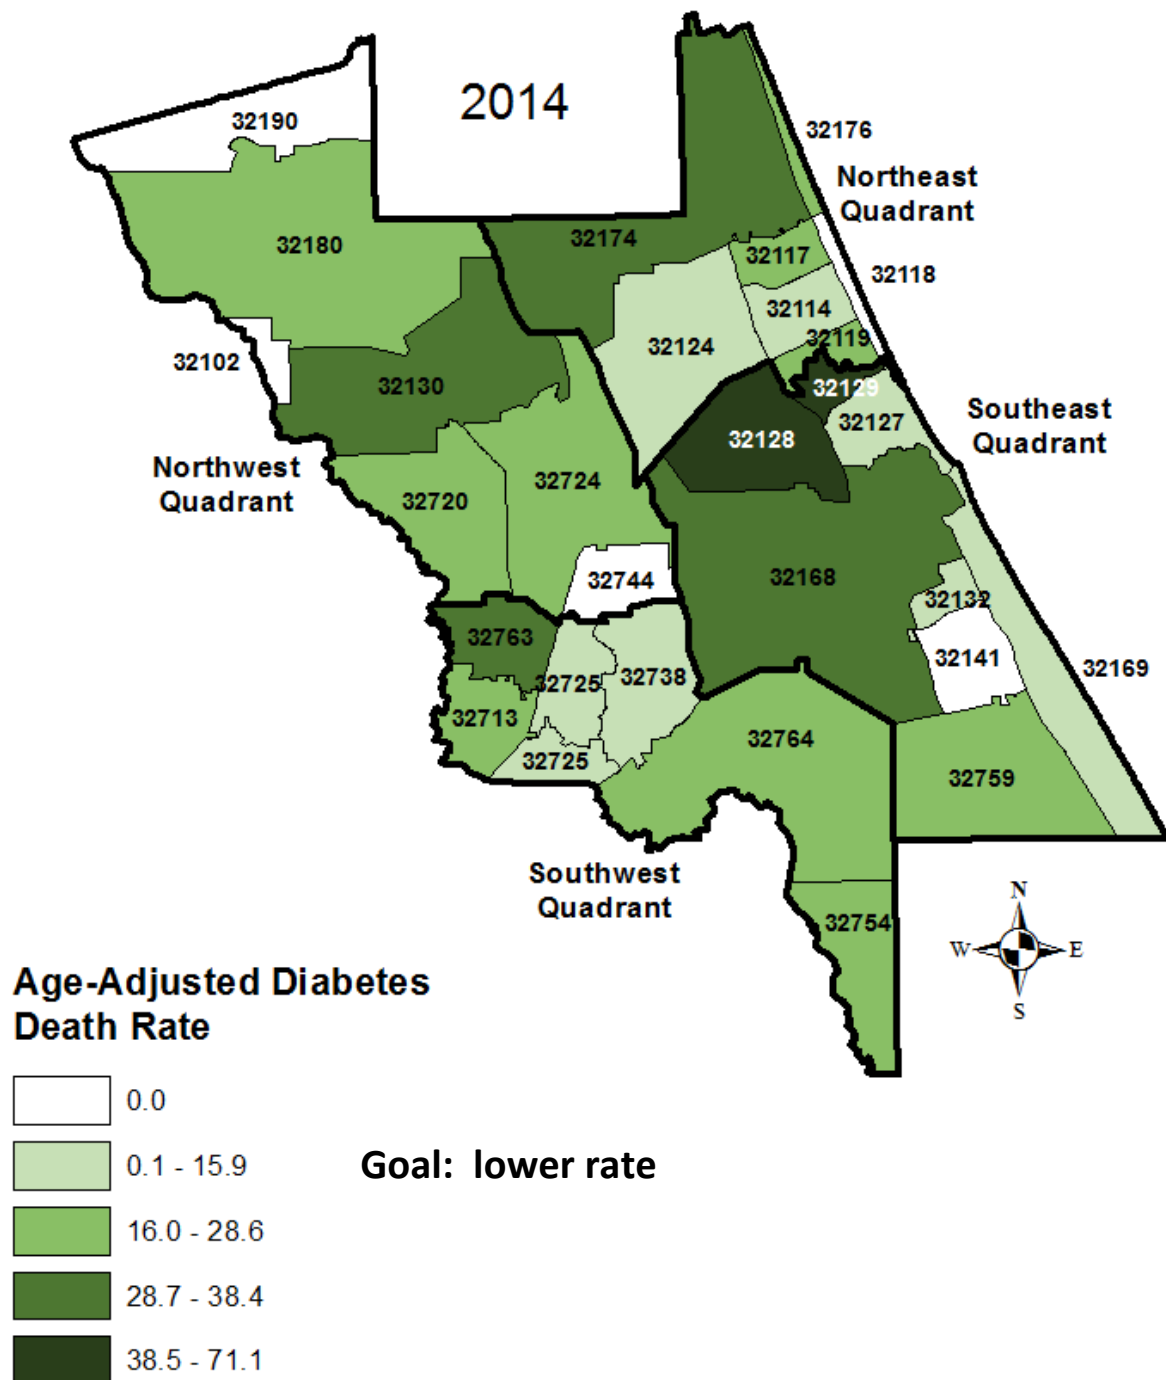 2014
32190
32176
Northeast
Quadrant
32180
32174
32117
32118
32114
32102
32124
32119
32130
32129
32127
Southeast
Quadrant
32128
Northwest
Quadrant
32724
32720
32744
32168
32132
32763
32141
32169
32725
32738
32713
32764
32725
32759
Southwest
Quadrant
32754
N
W
E
S
Age-Adjusted Diabetes
Death Rate
0.0
0.1 - 15.9
Goal: lower rate
16.0 - 28.6
28.7 - 38.4
38.5 - 71.1